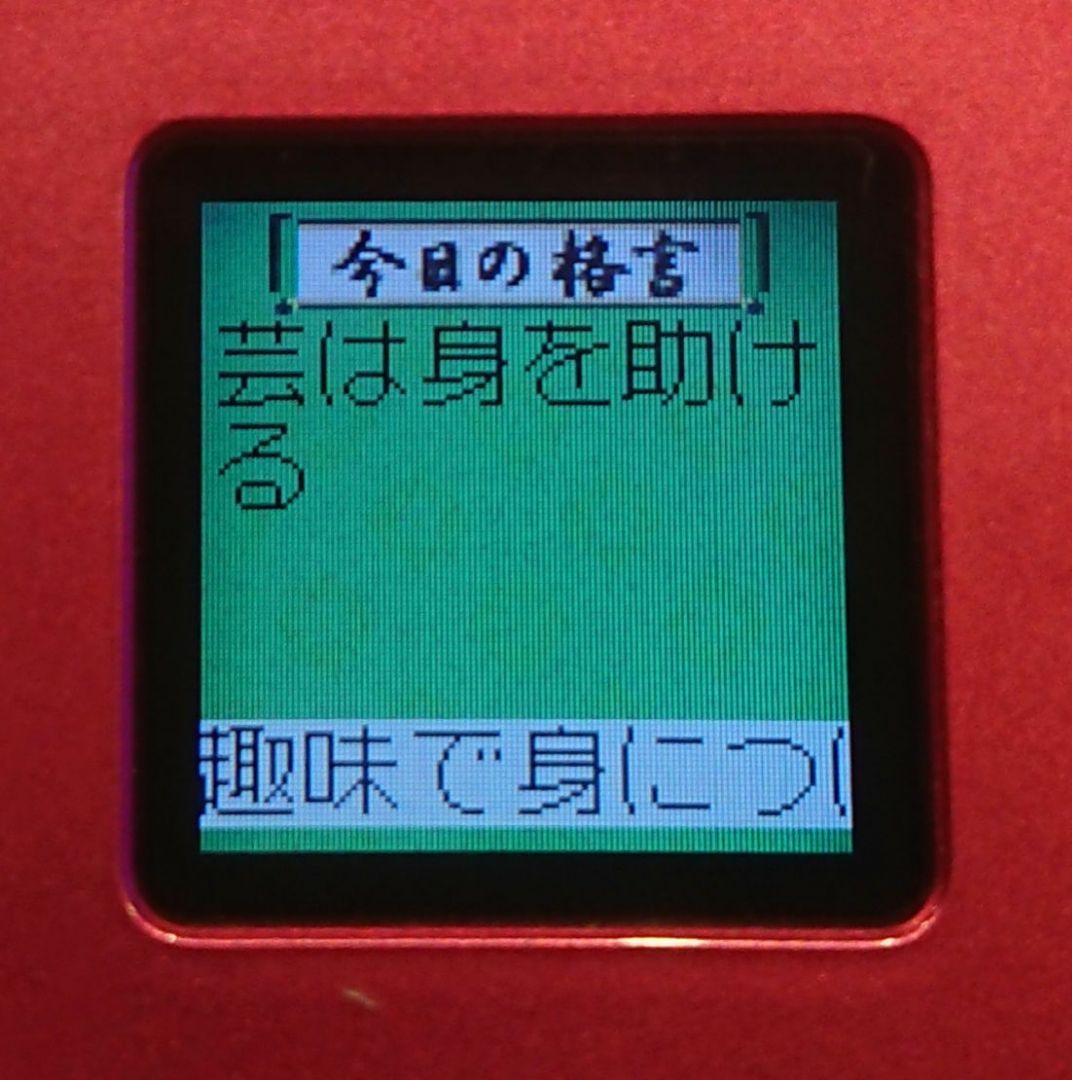 今日の格言
芸は身を助け
る
趣味で身につ